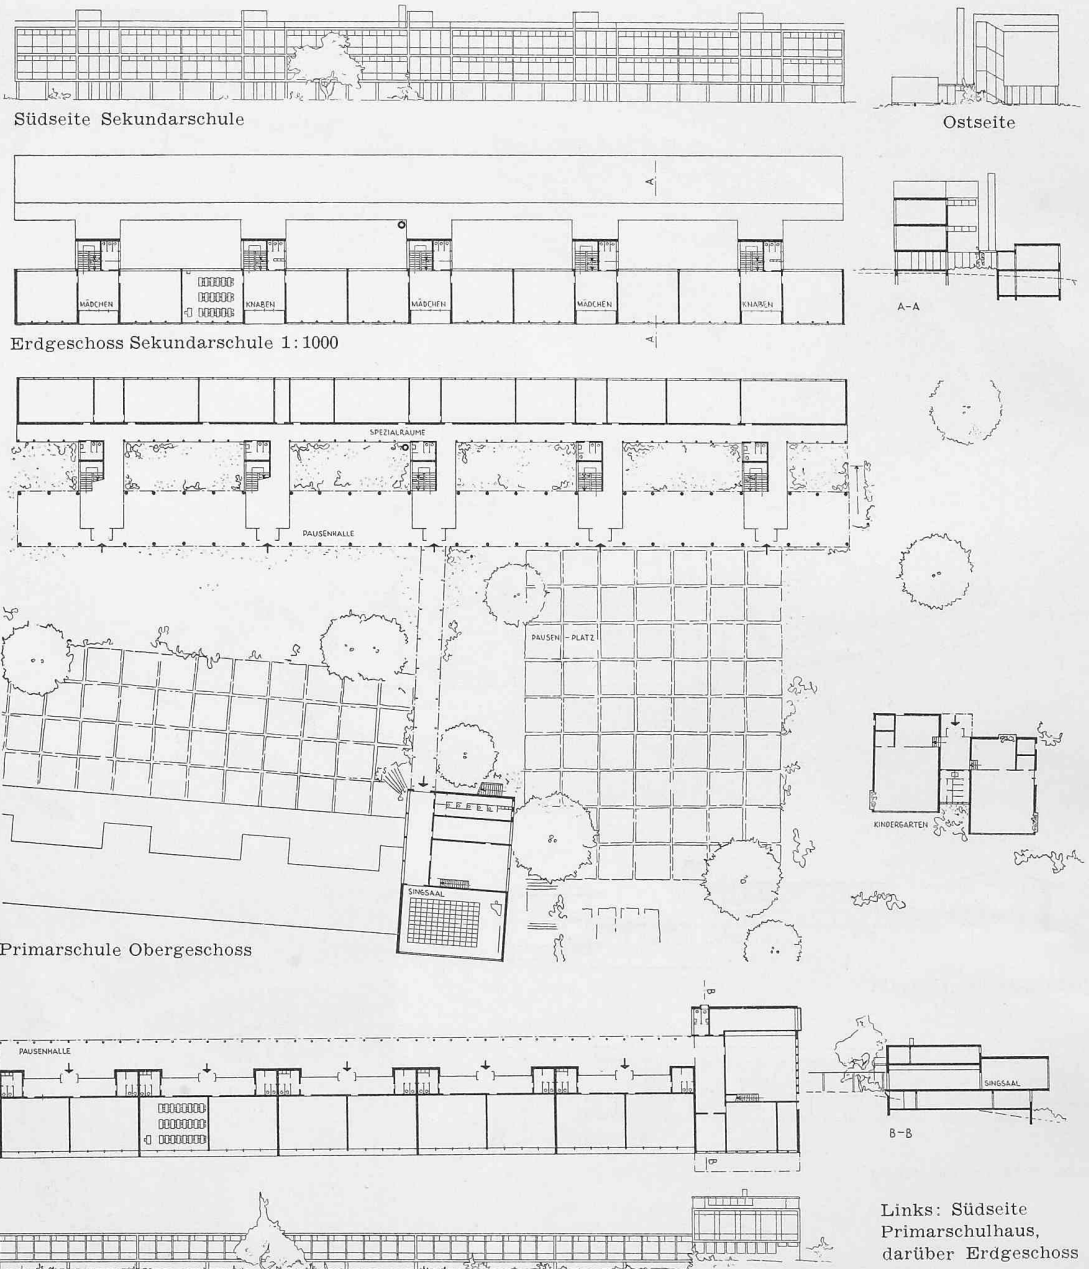 Südseite Sekundarschule
Ostseite
A
MÄDCHEN
KNABEN
MÄDCHEN
MÄDCHEN
KNABEN
A
A-A
Erdgeschoss Sekundarschule 1:1000
SPEZIALRÄUME
PAUSENHALLE
PAUSEN-PLATZ
KINDERGARTEN
SINGSAAL
Primarschule Obergeschoss
B
PAUSENHALLE
SINGSAAL
B-B
B
Links: Südseite
Primarschulhaus,
darüber Erdgeschoss